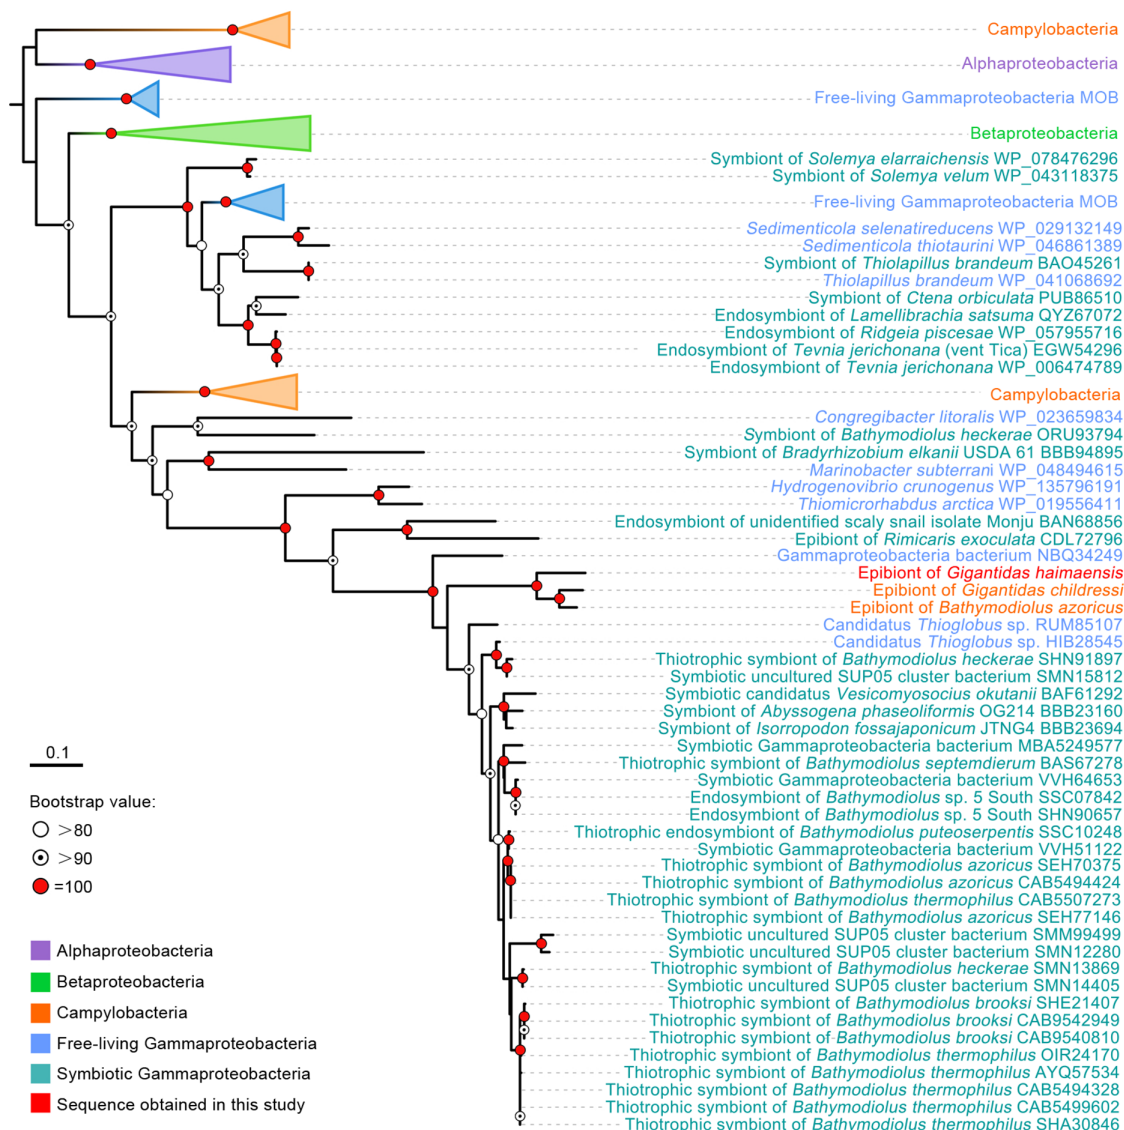 Campylobacteria
Alphaproteobacteria
Free-living Gammaproteobacteria MOB
Betaproteobacteria
Symbiont of Solemya elarraichensis WP_078476296
Symbiont of Solemya velum WP_043118375
Free-living Gammaproteobacteria MOB
Sedimenticola selenatireducens WP_029132149
Sedimenticola thiotaurini WP_046861389
Symbiont of Thiolapillus brandeum BAO45261
Thiolapillus brandeum WP_041068692
Symbiont of Ctena orbiculata PUB86510
Endosymbiont of Lamellibrachia satsuma QYZ67072
Endosymbiont of Ridgeia piscesae WP_057955716
Endosymbiont of Tevnia jerichonana (vent Tica) EGW54296
Endosymbiont of Tevnia jerichonana WP_006474789
Campylobacteria
Congregibacter litoralis WP_023659834
Symbiont of Bathymodiolus heckerae ORU93794
Symbiont of Bradyrhizobium elkanii USDA 61 BBB94895
Marinobacter subterrani WP_048494615
Hydrogenovibrio crunogenus WP_135796191
Thiomicrorhabdus arctica WP_019556411
Endosymbiont of unidentified scaly snail isolate Monju BAN68856
Epibiont of Rimicaris exoculata CDL72796
Gammaproteobacteria bacterium NBQ34249
Epibiont of Gigantidas haimaensis
Epibiont of Gigantidas childressi
Epibiont of Bathymodiolus azoricus
Candidatus Thioglobus sp. RUM85107
Candidatus Thioglobus sp. HIB28545
Thiotrophic symbiont of Bathymodiolus heckerae SHN91897
Symbiotic uncultured SUP05 cluster bacterium SMN15812
Symbiotic candidatus Vesicomyosocius okutanii BAF61292
Symbiont of Abyssogena phaseoliformis OG214 BBB23160
Symbiont of Isorropodon fossajaponicum JTNG4 BBB23694
Symbiotic Gammaproteobacteria bacterium MBA5249577
Thiotrophic symbiont of Bathymodiolus septemdierum BAS67278
Symbiotic Gammaproteobacteria bacterium VVH64653
Endosymbiont of Bathymodiolus sp. 5 South SSC07842
Endosymbiont of Bathymodiolus sp. 5 South SHN90657
Thiotrophic endosymbiont of Bathymodiolus puteoserpentis SSC10248
Symbiotic Gammaproteobacteria bacterium VVH51122
Thiotrophic symbiont of Bathymodiolus azoricus SEH70375
Thiotrophic symbiont of Bathymodiolus azoricus CAB5494424
Thiotrophic symbiont of Bathymodiolus thermophilus CAB5507273
Thiotrophic symbiont of Bathymodiolus azoricus SEH77146
Symbiotic uncultured SUP05 cluster bacterium SMM99499
Symbiotic uncultured SUP05 cluster bacterium SMN12280
Thiotrophic symbiont of Bathymodiolus heckerae SMN13869
Symbiotic uncultured SUP05 cluster bacterium SMN14405
Thiotrophic symbiont of Bathymodiolus brooksi SHE21407
Thiotrophic symbiont of Bathymodiolus brooksi CAB9542949
Thiotrophic symbiont of Bathymodiolus brooksi CAB9540810
Thiotrophic symbiont of Bathymodiolus thermophilus OIR24170
Thiotrophic symbiont of Bathymodiolus thermophilus AYQ57534
Thiotrophic symbiont of Bathymodiolus thermophilus CAB5494328
Thiotrophic symbiont of Bathymodiolus thermophilus CAB5499602
Thiotrophic symbiont of Bathymodiolus thermophilus SHA30846
0.1
Bootstrap value:
>80
>90
=100
Alphaproteobacteria
Betaproteobacteria
Campylobacteria
Free-living Gammaproteobacteria
Symbiotic Gammaproteobacteria
Sequence obtained in this study